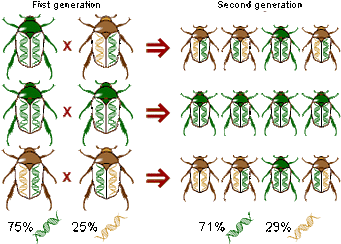 First generation
Second generation
x
x
x
75% 25%
71% 29%